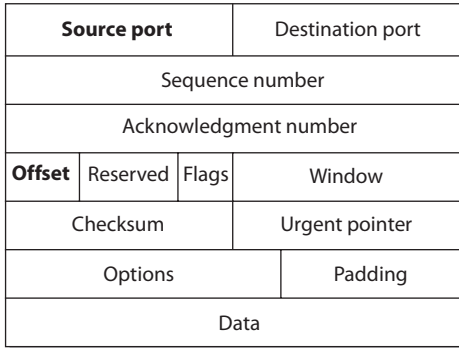 Source port Destination port
Sequence number
Acknowledgment number
Offset Reserved Flags Window
Checksum Urgent pointer
Options Padding
Data